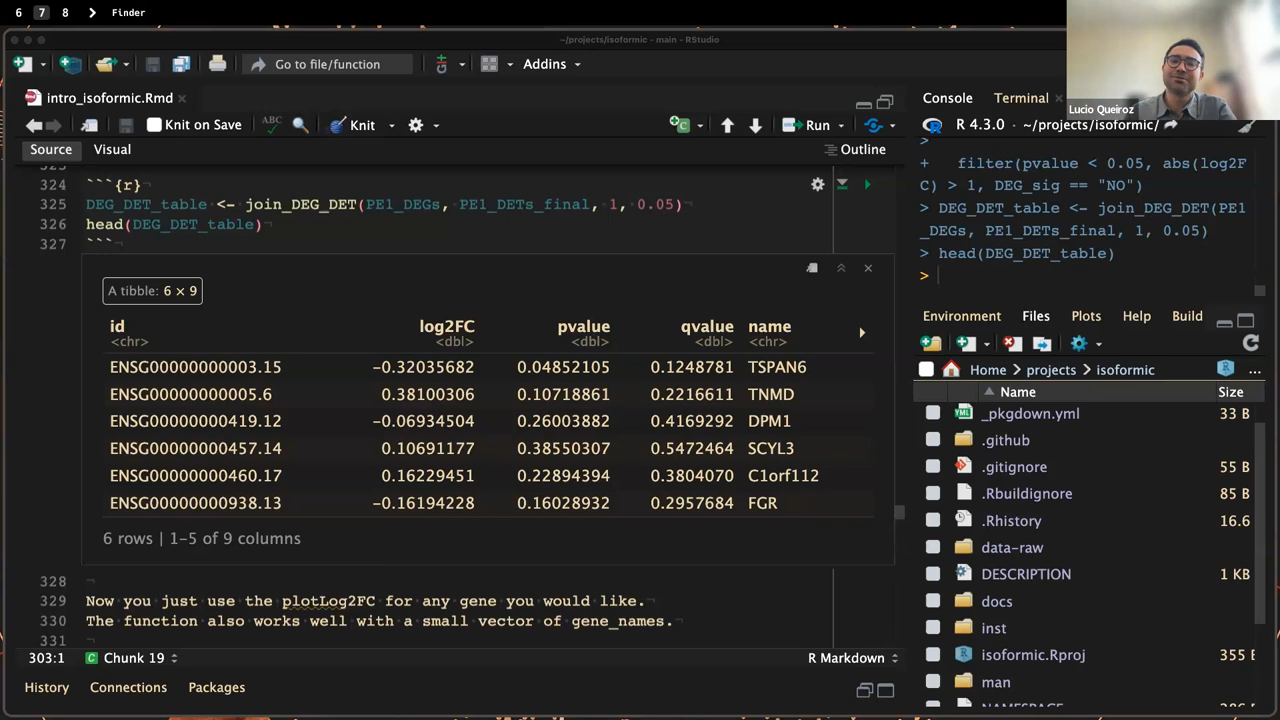 6 7 8 Finder
~/projects/isoformic - main - RStudio
Go to file/function
Addins
Lucio Queiroz
intro_isoformic.Rmd
ABC
Knit on Save
Knit
Run
Source
Visual
Outline
324 ```{r}
325 DEG_DET_table <- join_DEG_DET(PE1_DEGs, PE1_DETs_final, 1, 0.05)
326 head(DEG_DET_table)
327 ```
A tibble: 6 × 9
id log2FC pvalue qvalue name
<chr> <dbl> <dbl> <dbl> <chr>
ENSG00000000003.15 −0.32035682 0.04852105 0.1248781 TSPAN6
ENSG00000000005.6 0.38100306 0.10718861 0.2216611 TNMD
ENSG00000000419.12 −0.06934504 0.26003882 0.4169292 DPM1
ENSG00000000457.14 0.10691177 0.38550307 0.5472464 SCYL3
ENSG00000000460.17 0.16229451 0.22894394 0.3804070 C1orf112
ENSG00000000938.13 −0.16194228 0.16028932 0.2957684 FGR
6 rows | 1-5 of 9 columns
328
329 Now you just use the plotLog2FC for any gene you would like.
330 The function also works well with a small vector of gene_names.
331
303:1 Chunk 19
R Markdown
History Connections Packages
Console Terminal
R 4.3.0 · ~/projects/isoformic/
>
+ filter(pvalue < 0.05, abs(log2F
C) > 1, DEG_sig == "NO")
> DEG_DET_table <- join_DEG_DET(PE1
_DEGs, PE1_DETs_final, 1, 0.05)
> head(DEG_DET_table)
>
Environment Files Plots Help Build
Home projects isoformic ...
Name Size
_pkgdown.yml 33 B
.github
.gitignore 55 B
.Rbuildignore 85 B
.Rhistory 16.6
data-raw
DESCRIPTION 1 KB
docs
inst
isoformic.Rproj 355 B
man